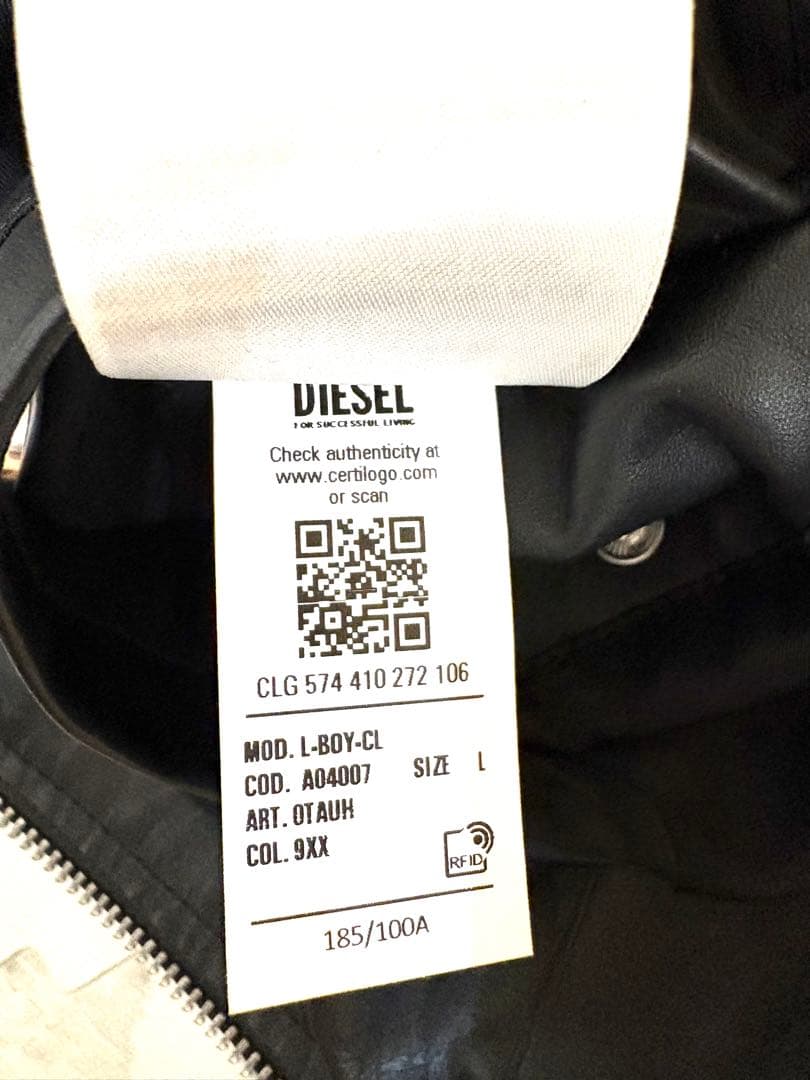 DIESEL
FOR SUCCESSFUL LIVING
Check authenticity at
www.certilogo.com
or scan
CLG 574 410 272 106
MOD. L-BOY-CL
COD. A04007 SIZE L
ART. 0TAUH
COL. 9XX
RFID
185/100A